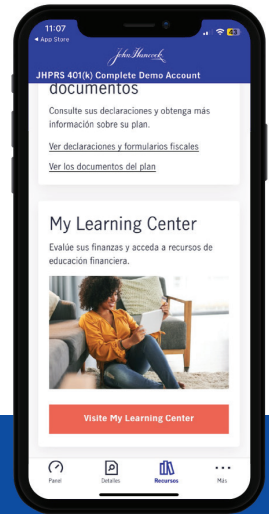 11:07
43
◀ App Store
John Hancock
JHPRS 401(k) Complete Demo Account
documentos
Consulte sus declaraciones y obtenga más
información sobre su plan.
Ver declaraciones y formularios fiscales
Ver los documentos del plan
My Learning Center
Evalúe sus finanzas y acceda a recursos de
educación financiera.
Visite My Learning Center
Panel
Detalles
Recursos
Más